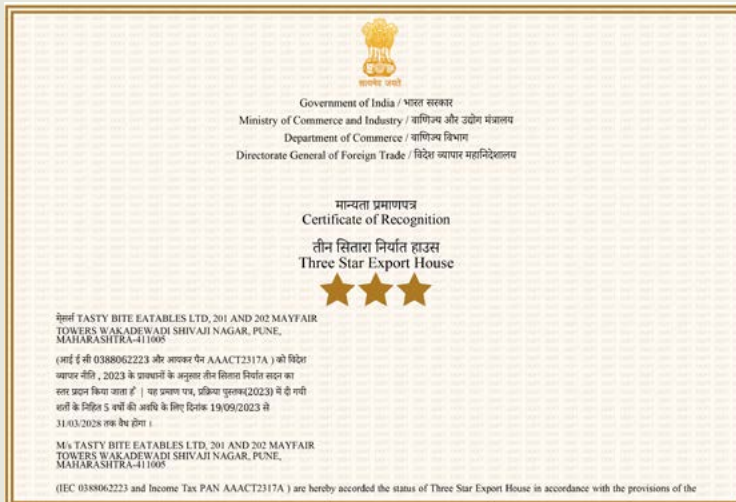 सत्यमेव जयते
Government of India / भारत सरकार
Ministry of Commerce and Industry / वाणिज्य और उद्योग मंत्रालय
Department of Commerce / वाणिज्य विभाग
Directorate General of Foreign Trade / विदेश व्यापार महानिदेशालय
मान्यता प्रमाणपत्र
Certificate of Recognition
तीन सितारा निर्यात हाउस
Three Star Export House
मेसर्स TASTY BITE EATABLES LTD, 201 AND 202 MAYFAIR
TOWERS WAKADEWADI SHIVAJI NAGAR, PUNE,
MAHARASHTRA-411005
(आई ई सी 0388062223 और आयकर पैन AAACT2317A ) को विदेश
व्यापार नीति , 2023 के प्रावधानों के अनुसार तीन सितारा निर्यात सदन का
स्तर प्रदान किया जाता है | यह प्रमाण पत्र, प्रक्रिया पुस्तक(2023) में दी गयी
शर्तो के निहित 5 वर्षो की अवधि के लिए दिनांक 19/09/2023 से
31/03/2028 तक वैध होगा ।
M/s TASTY BITE EATABLES LTD, 201 AND 202 MAYFAIR
TOWERS WAKADEWADI SHIVAJI NAGAR, PUNE,
MAHARASHTRA-411005
(IEC 0388062223 and Income Tax PAN AAACT2317A ) are hereby accorded the status of Three Star Export House in accordance with the provisions of the